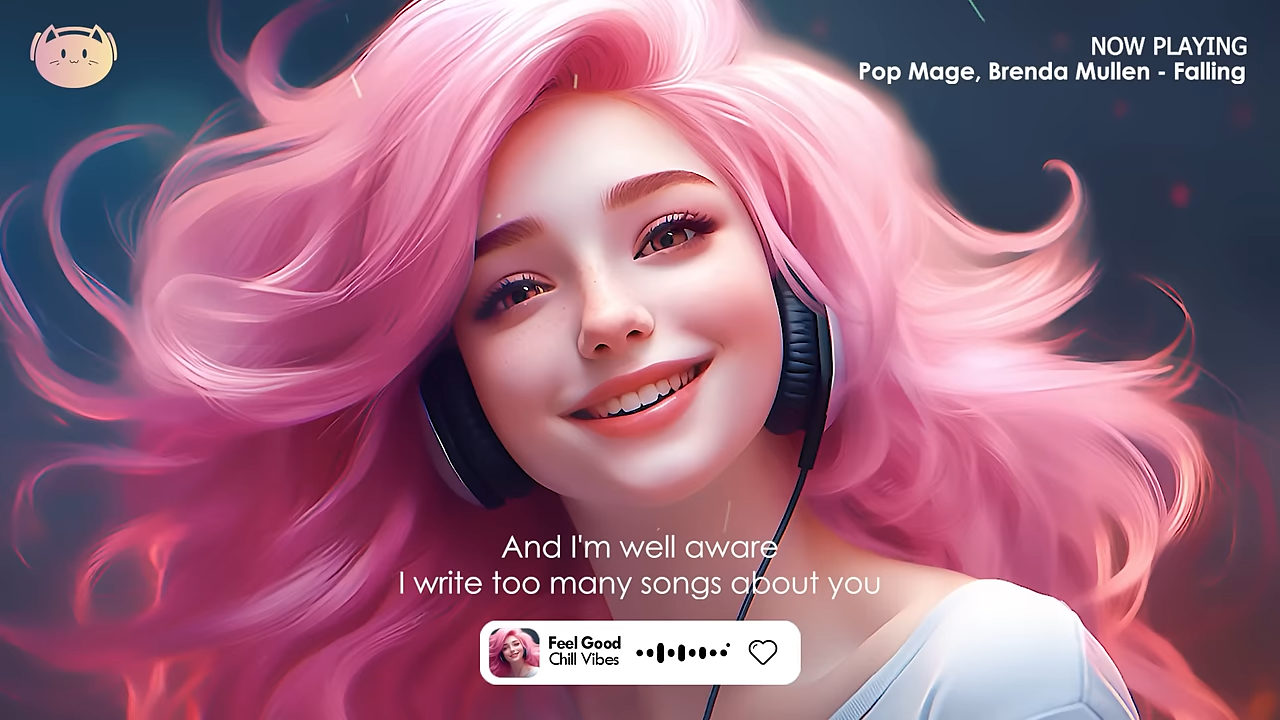 NOW PLAYING
Pop Mage, Brenda Mullen - Falling
And I'm well aware
I write too many songs about you
Feel Good
Chill Vibes